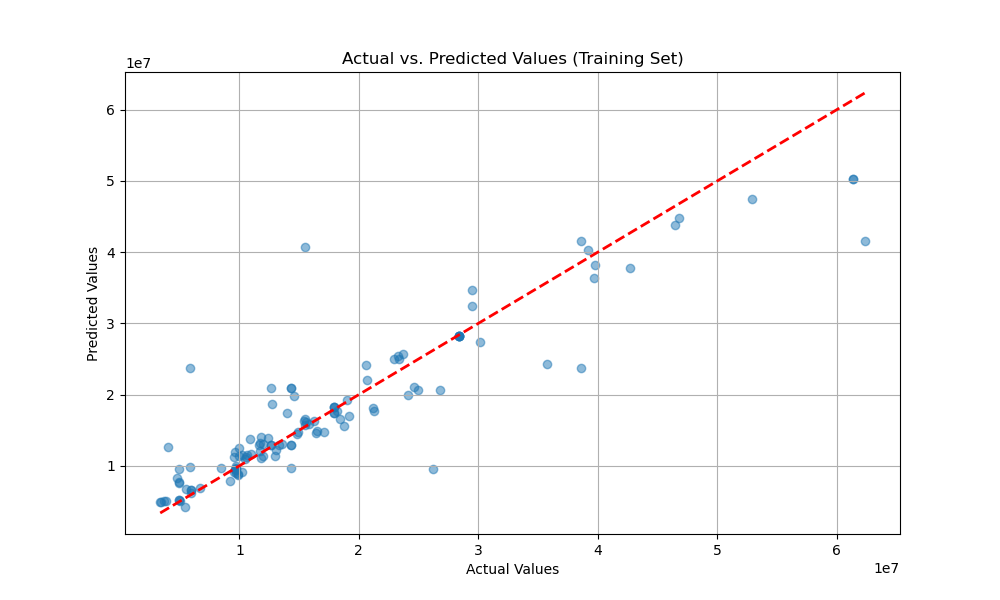 Actual vs. Predicted Values (Training Set)
1e7
6
5
4
3
2
1
Predicted Values
1 2 3 4 5 6
Actual Values
1e7